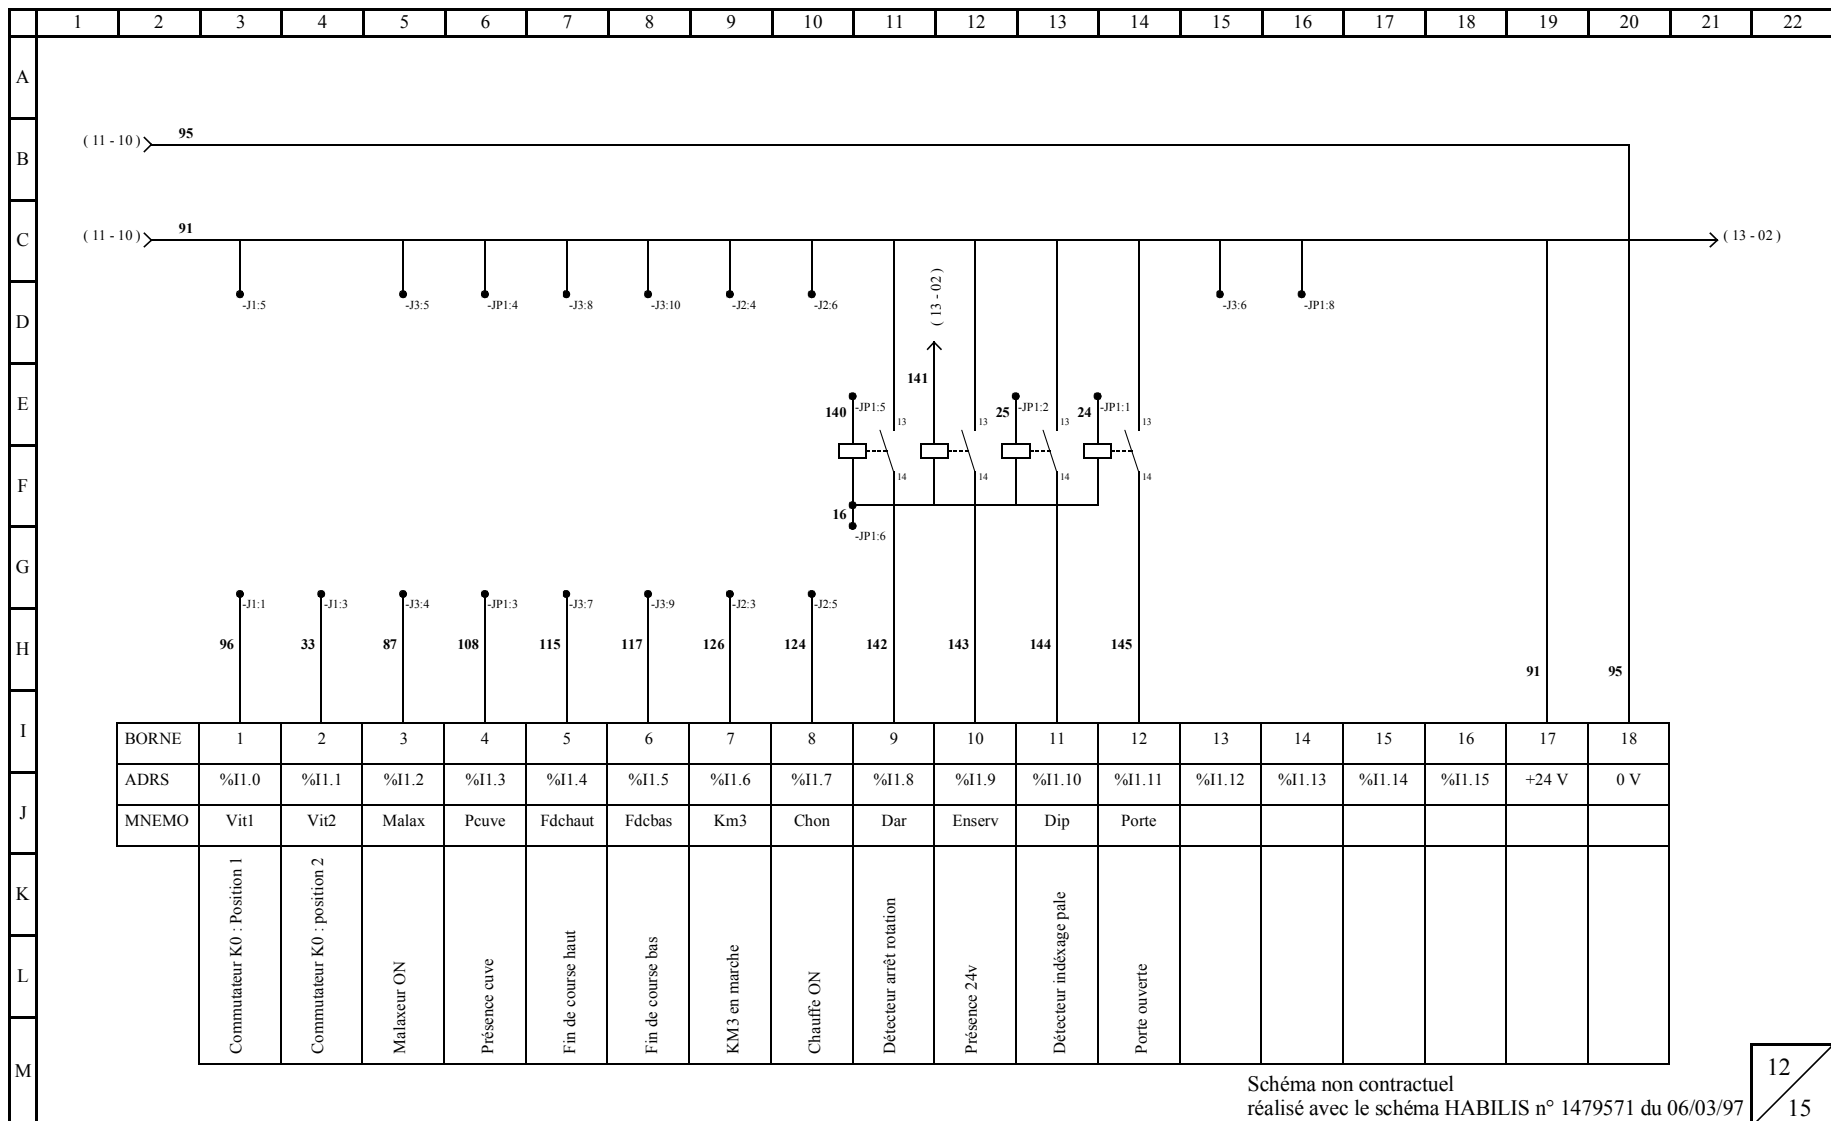 1 2 3 4 5 6 7 8 9 10 11 12 13 14 15 16 17 18 19 20 21 22
A
B
C
D
E
F
G
H
I
J
K
L
M
( 11 - 10 ) 95
( 11 - 10 ) 91 ( 13 - 02 )
-J1:5 -J3:5 -JP1:4 -J3:8 -J3:10 -J2:4 -J2:6 ( 13 - 02 ) -J3:6 -JP1:8
141
140 -JP1:5 25 -JP1:2 24 -JP1:1
13 13 13 13
14 14 14 14
16
-JP1:6
-J1:1 -J1:3 -J3:4 -JP1:3 -J3:7 -J3:9 -J2:3 -J2:5
96 33 87 108 115 117 126 124 142 143 144 145
91 95
BORNE 1 2 3 4 5 6 7 8 9 10 11 12 13 14 15 16 17 18
ADRS %I1.0 %I1.1 %I1.2 %I1.3 %I1.4 %I1.5 %I1.6 %I1.7 %I1.8 %I1.9 %I1.10 %I1.11 %I1.12 %I1.13 %I1.14 %I1.15 +24 V 0 V
MNEMO Vit1 Vit2 Malax Pcuve Fdchaut Fdcbas Km3 Chon Dar Enserv Dip Porte
Commutateur K0 : Position 1
Commutateur K0 : position 2
Malaxeur ON
Présence cuve
Fin de course haut
Fin de course bas
KM3 en marche
Chauffe ON
Détecteur arrêt rotation
Présence 24v
Détecteur indéxage pale
Porte ouverte
Schéma non contractuel
réalisé avec le schéma HABILIS n° 1479571 du 06/03/97
12
15